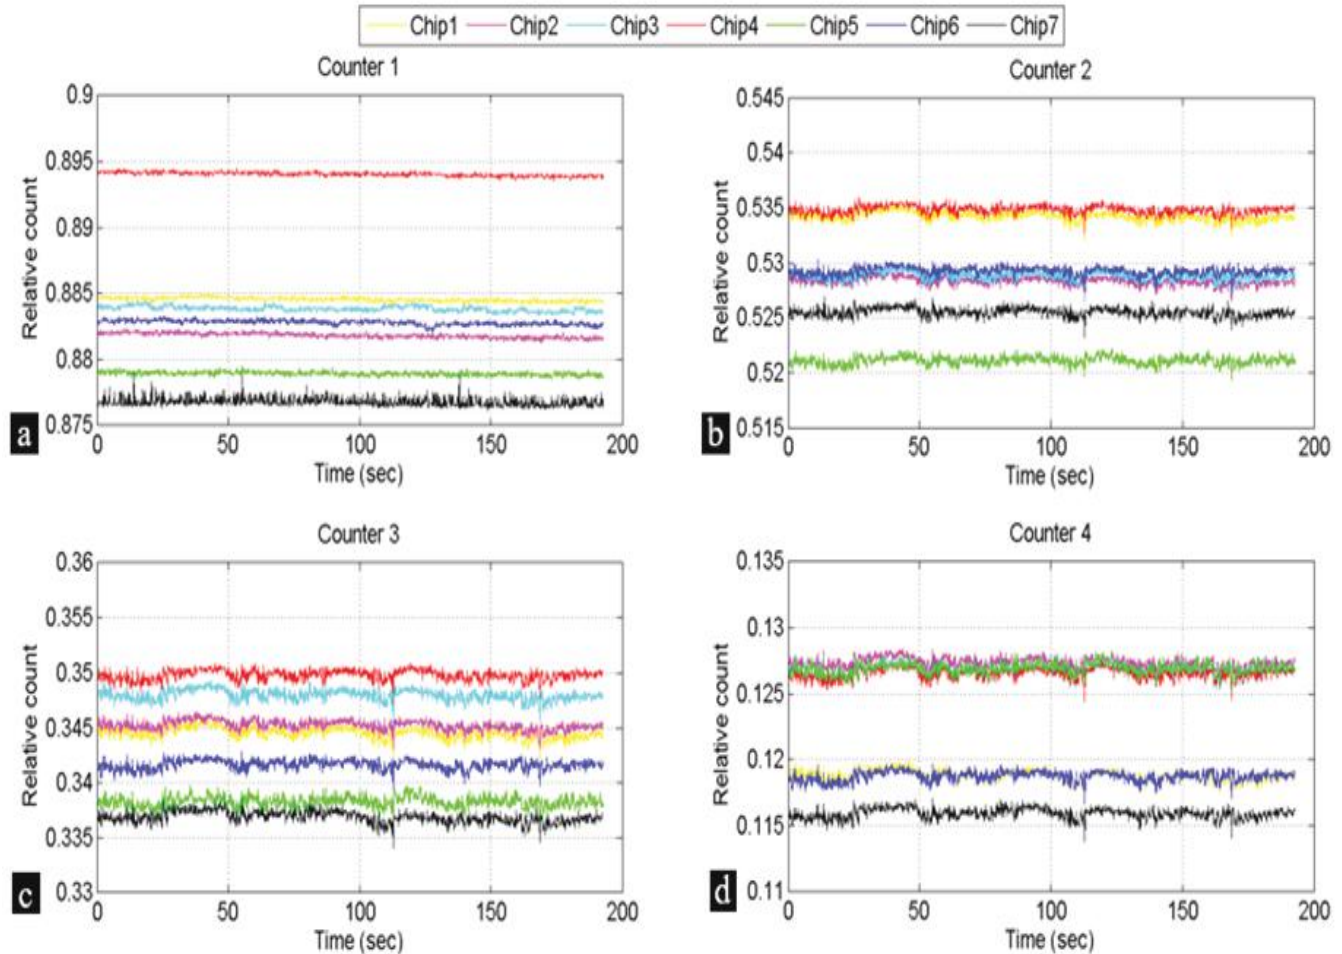 Chip1 Chip2 Chip3 Chip4 Chip5 Chip6 Chip7
Counter 1
0.9
0.895
0.89
0.885
0.88
0.875
Relative count
0 50 100 150 200
Time (sec)
a
Counter 2
0.545
0.54
0.535
0.53
0.525
0.52
0.515
Relative count
0 50 100 150 200
Time (sec)
b
Counter 3
0.36
0.355
0.35
0.345
0.34
0.335
0.33
Relative count
0 50 100 150 200
Time (sec)
c
Counter 4
0.135
0.13
0.125
0.12
0.115
0.11
Relative count
0 50 100 150 200
Time (sec)
d